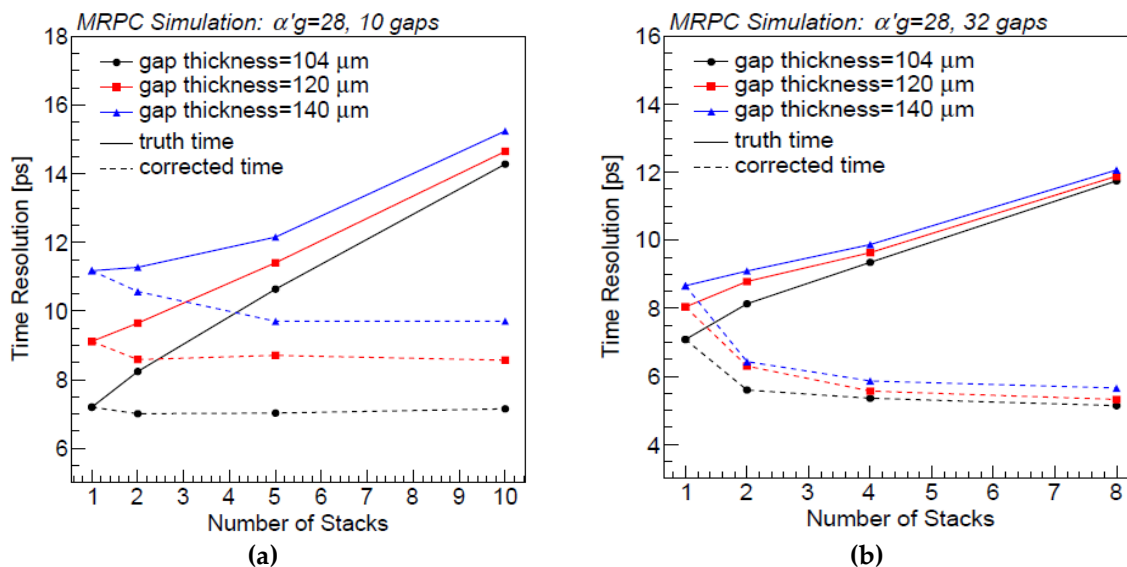 MRPC Simulation: α'g=28, 10 gaps
18
16
14
12
10
8
6
Time Resolution [ps]
gap thickness=104 μm
gap thickness=120 μm
gap thickness=140 μm
truth time
corrected time
1 2 3 4 5 6 7 8 9 10
Number of Stacks
(a)
MRPC Simulation: α'g=28, 32 gaps
16
14
12
10
8
6
4
Time Resolution [ps]
gap thickness=104 μm
gap thickness=120 μm
gap thickness=140 μm
truth time
corrected time
1 2 3 4 5 6 7 8
Number of Stacks
(b)